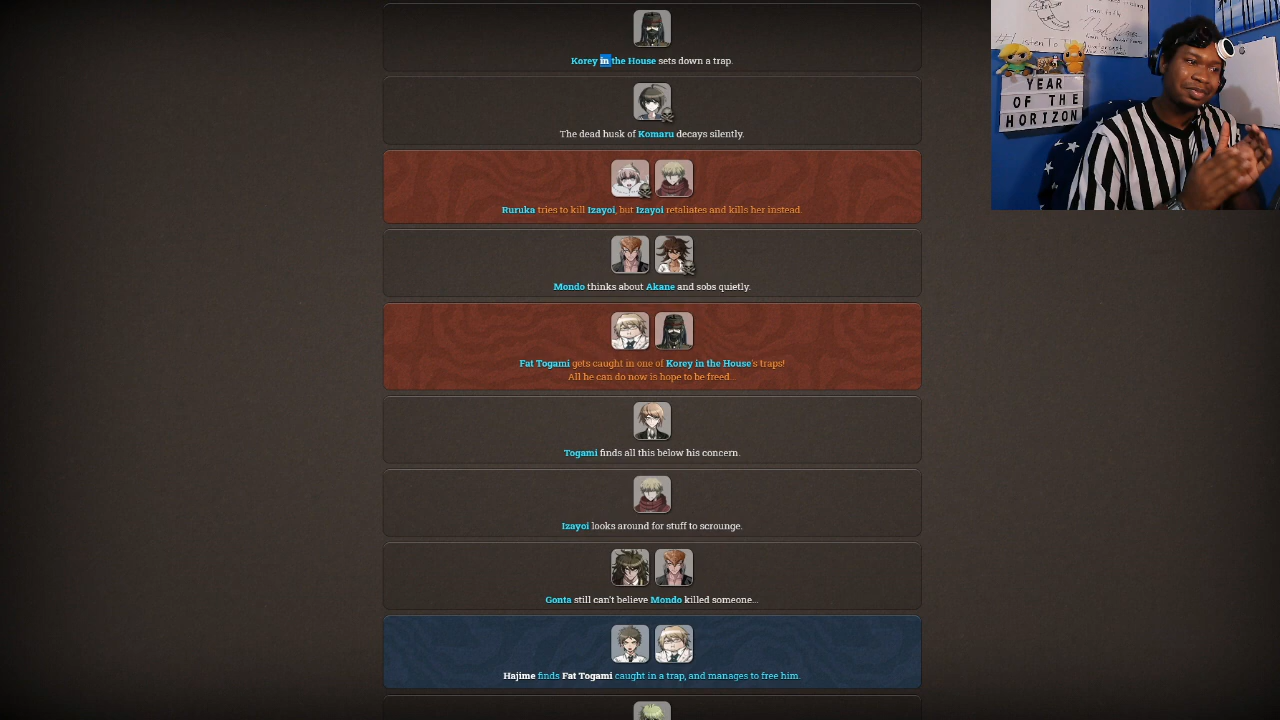 Korey in the House sets down a trap.
The dead husk of Komaru decays silently.
Ruruka tries to kill Izayoi, but Izayoi retaliates and kills her instead.
Mondo thinks about Akane and sobs quietly.
Fat Togami gets caught in one of Korey in the House's traps!
All he can do now is hope to be freed...
Togami finds all this below his concern.
Izayoi looks around for stuff to scrounge.
Gonta still can't believe Mondo killed someone...
Hajime finds Fat Togami caught in a trap, and manages to free him.
YEAR
OF THE
HORIZON